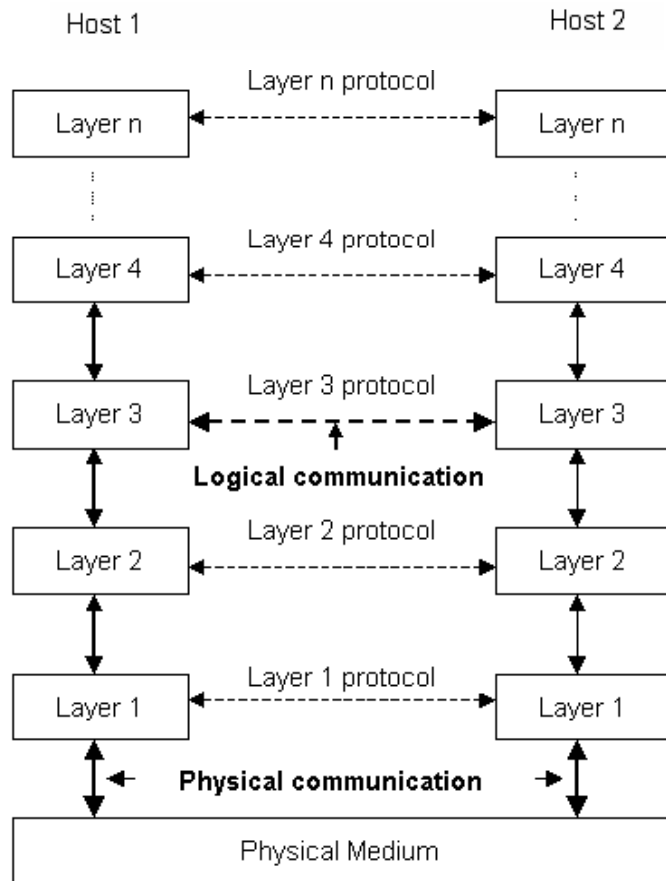 Host 1
Host 2
Layer n protocol
Layer n
Layer n
Layer 4 protocol
Layer 4
Layer 4
Layer 3 protocol
Layer 3
Layer 3
Logical communication
Layer 2 protocol
Layer 2
Layer 2
Layer 1 protocol
Layer 1
Layer 1
Physical communication
Physical Medium